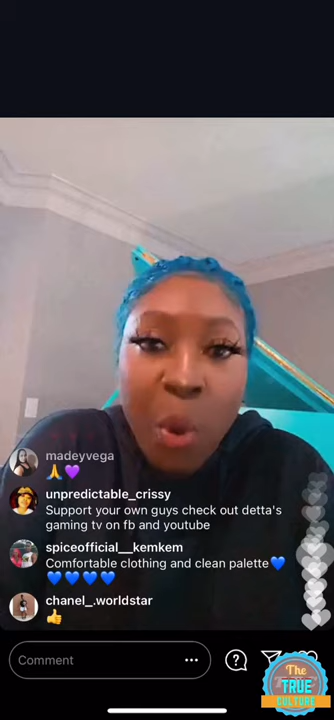 madeyvega
🙏💜
unpredictable_crissy
Support your own guys check out detta's
gaming tv on fb and youtube
spiceofficial__kemkem
Comfortable clothing and clean palette💙
💙💙💙💙
chanel_.worldstar
👍
Comment
The
TRUE
CULTURE